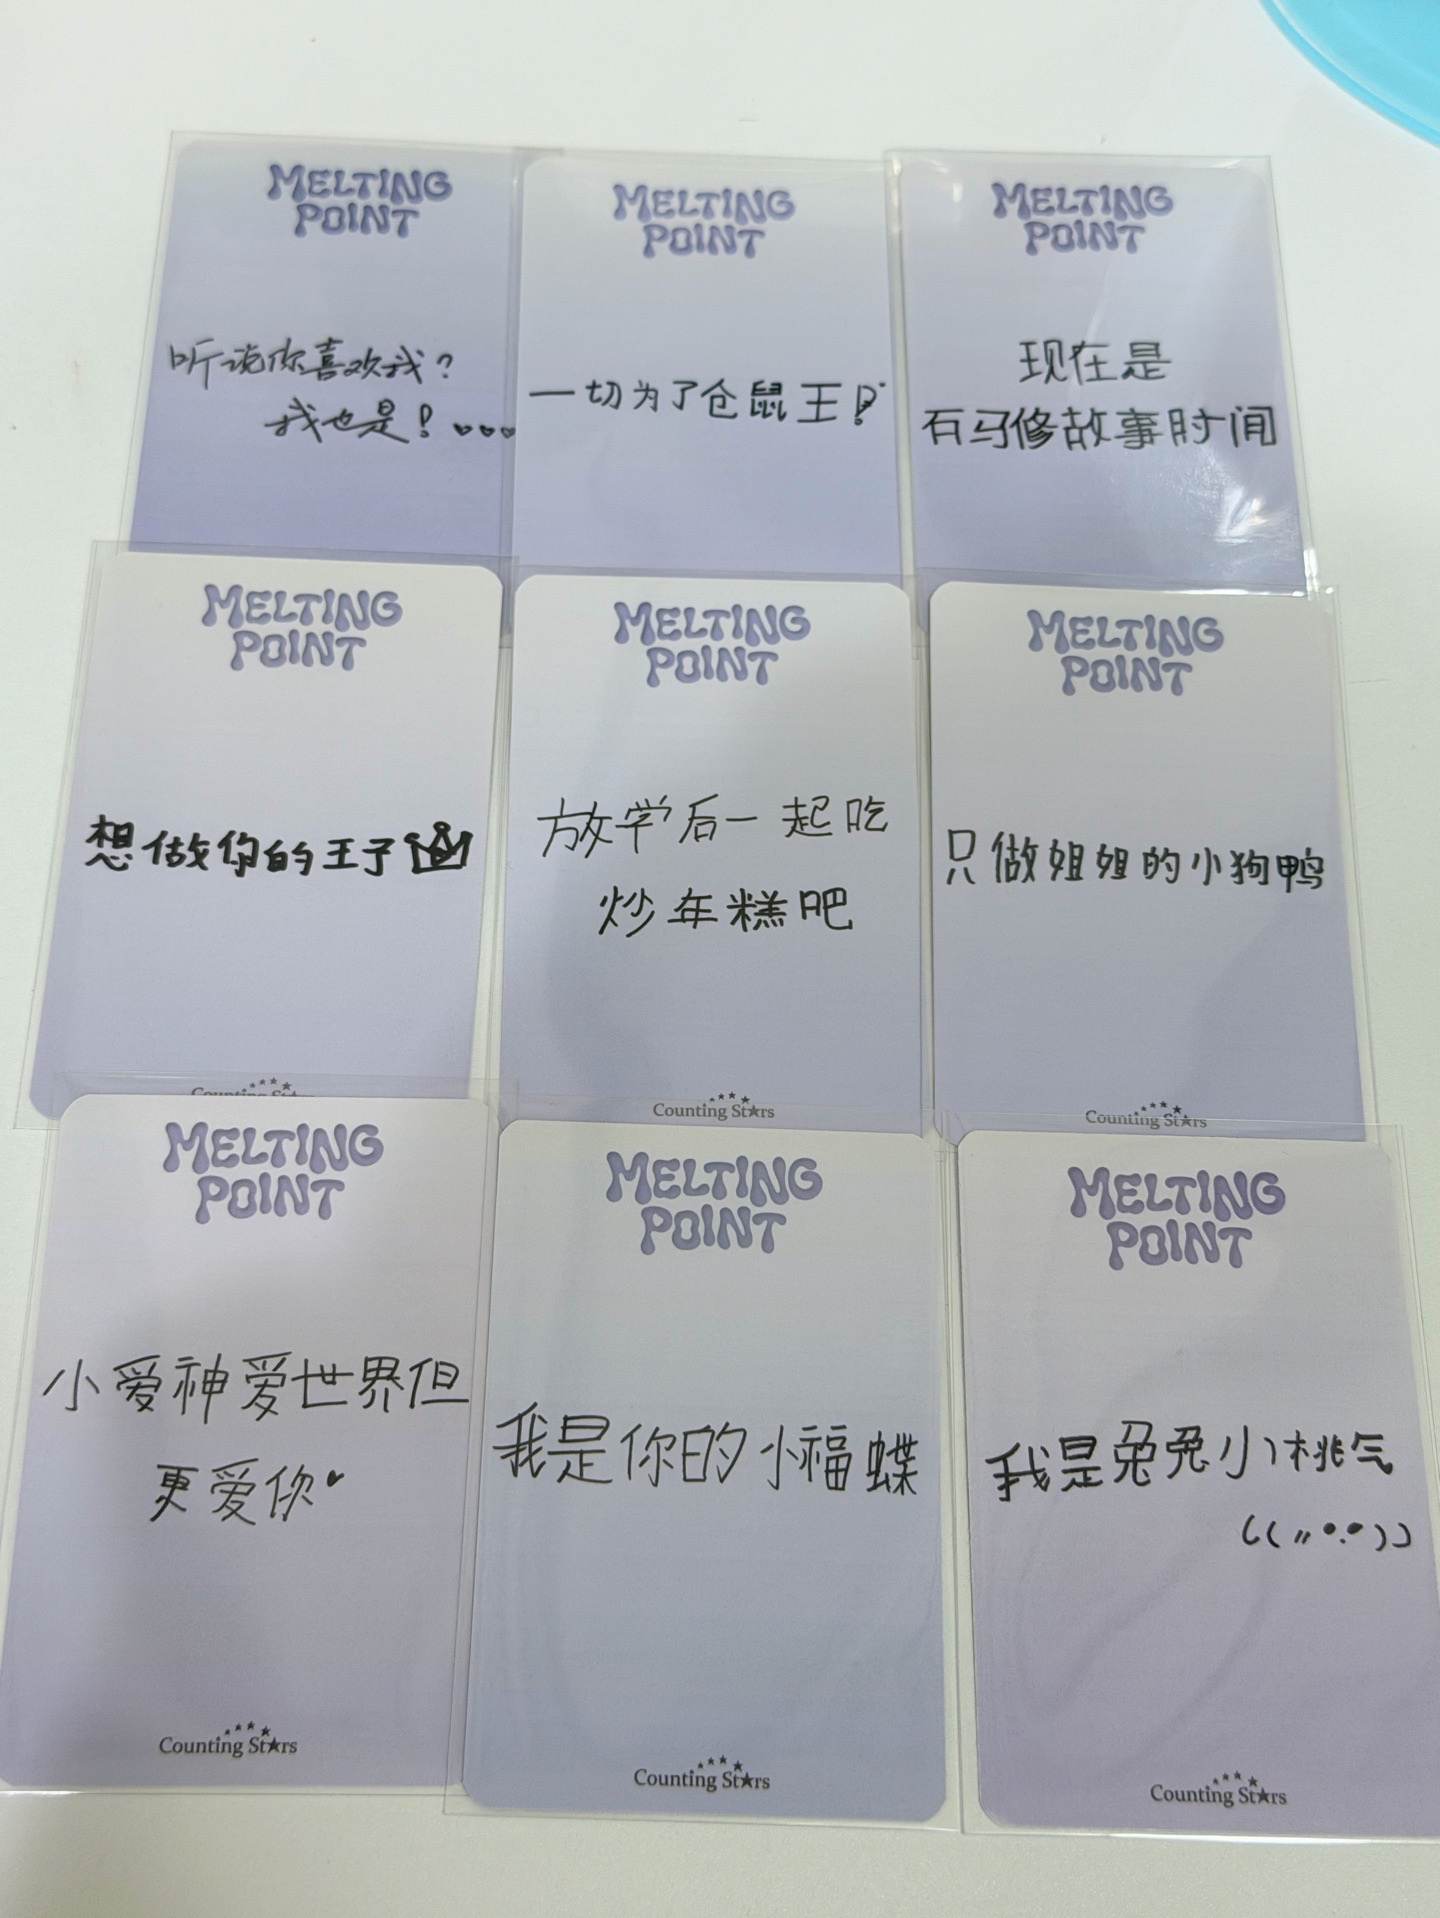 MELTING
POINT
听说你喜欢我?
我也是! ♡♡♡
MELTING
POINT
一切为了仓鼠王!
MELTING
POINT
现在是
石马修故事时间
MELTING
POINT
想做你的王子
Counting Stars
MELTING
POINT
放学后一起吃
炒年糕吧
Counting Stars
MELTING
POINT
只做姐姐的小狗鸭
Counting Stars
MELTING
POINT
小爱神爱世界但
更爱你♥
Counting Stars
MELTING
POINT
我是你的小福蝶
Counting Stars
MELTING
POINT
我是兔兔小桃气
((〃•.•))
Counting Stars